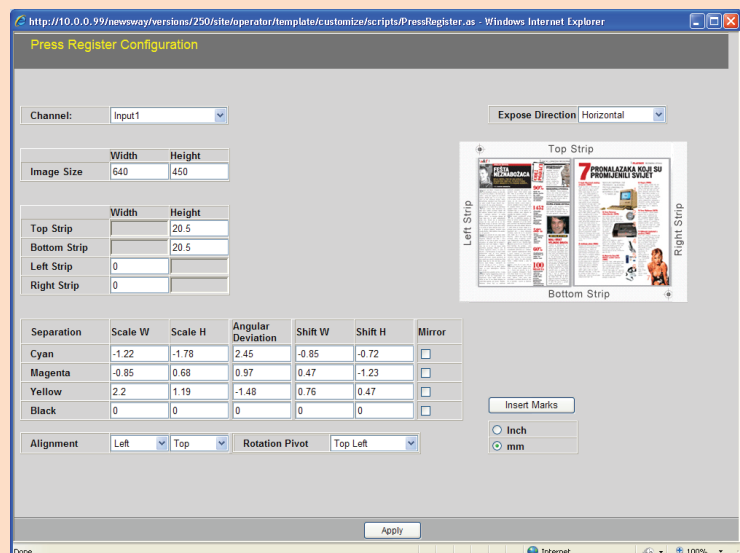 http://10.0.0.99/newsway/versions/250/site/operator/template/customize/scripts/PressRegister.as - Windows Internet Explorer
Press Register Configuration
Channel: Input1 Expose Direction Horizontal
Width Height
Image Size 640 450
Width Height
Top Strip 20.5
Bottom Strip 20.5
Left Strip 0
Right Strip 0
Top Strip
Left Strip
FEŠTA
NEZNABOŽACA
7 PRONALAZAKA KOJI SU
PROMIJENILI SVIJET
90%
60%
100
Right Strip
Bottom Strip
Separation Scale W Scale H Angular Deviation Shift W Shift H Mirror
Cyan -1.22 -1.78 2.45 -0.85 -0.72
Magenta -0.85 0.68 0.97 0.47 -1.23
Yellow 2.2 1.19 -1.48 0.76 0.47
Black 0 0 0 0 0
Insert Marks
Alignment Left Top Rotation Pivot Top Left
Inch
mm
Apply
Done Internet 100%